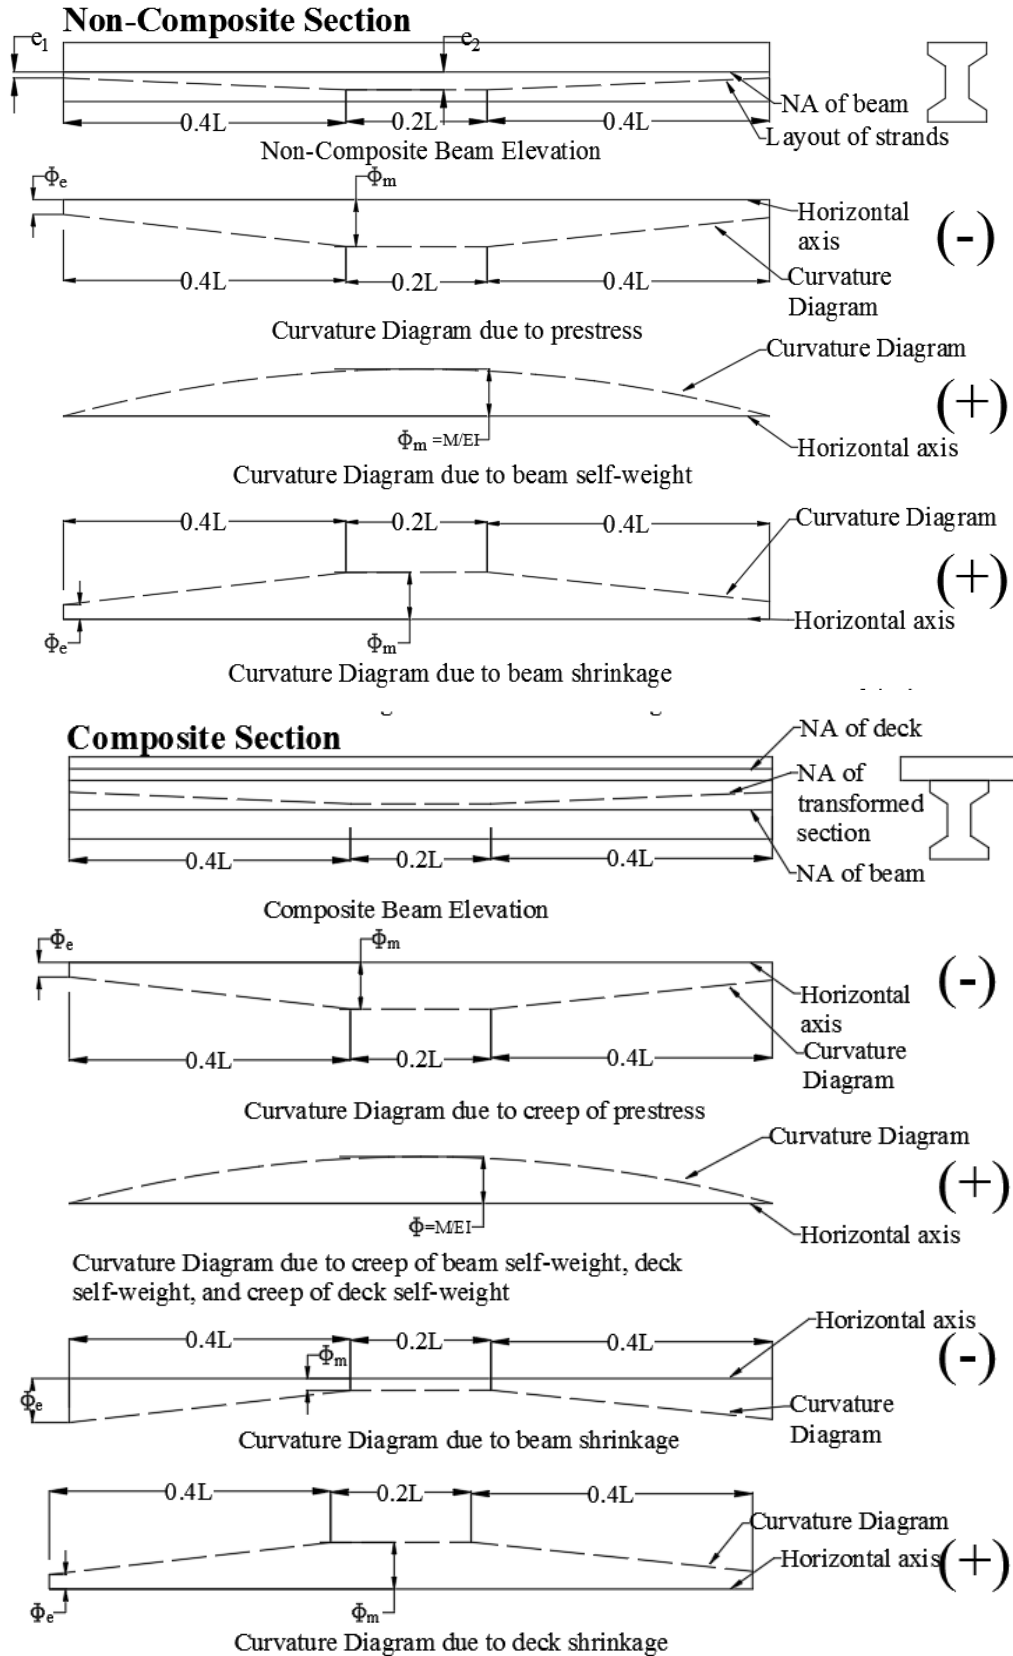 Non-Composite Section
e1
e2
0.4L
0.2L
0.4L
NA of beam
Layout of strands
Non-Composite Beam Elevation
Φe
Φm
Horizontal
axis
(-)
0.4L
0.2L
0.4L
Curvature
Diagram
Curvature Diagram due to prestress
Curvature Diagram
(+)
Φm =M/EI
Horizontal axis
Curvature Diagram due to beam self-weight
0.4L
0.2L
0.4L
Curvature Diagram
(+)
Φe
Φm
Horizontal axis
Curvature Diagram due to beam shrinkage
Composite Section
NA of deck
NA of
transformed
section
0.4L
0.2L
0.4L
NA of beam
Composite Beam Elevation
Φe
Φm
(-)
Horizontal
axis
0.4L
0.2L
0.4L
Curvature
Diagram
Curvature Diagram due to creep of prestress
Curvature Diagram
(+)
Φ=M/EI
Horizontal axis
Curvature Diagram due to creep of beam self-weight, deck
self-weight, and creep of deck self-weight
Horizontal axis
0.4L
0.2L
0.4L
(-)
Φm
Φe
Curvature
Diagram
Curvature Diagram due to beam shrinkage
0.4L
0.2L
0.4L
Curvature Diagram
Horizontal axis
(+)
Φe
Φm
Curvature Diagram due to deck shrinkage